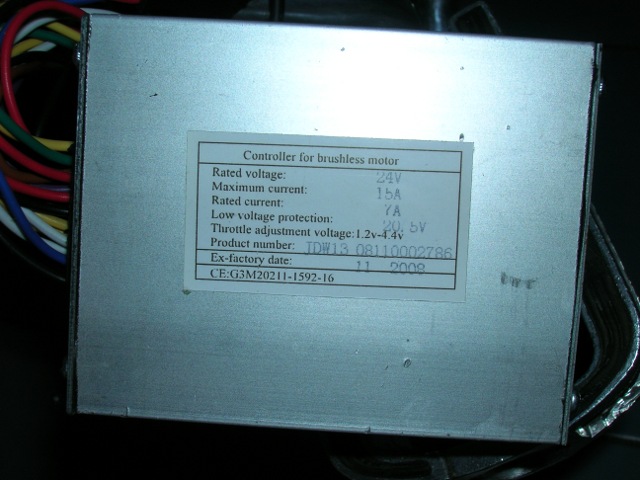 Controller for brushless motor
Rated voltage: 24V
Maximum current: 15A
Rated current: 7A
Low voltage protection: 20.5V
Throttle adjustment voltage:1.2v-4.4v
Product number: JDW13 08110002786
Ex-factory date: 11 2008
CE:G3M20211-1592-16